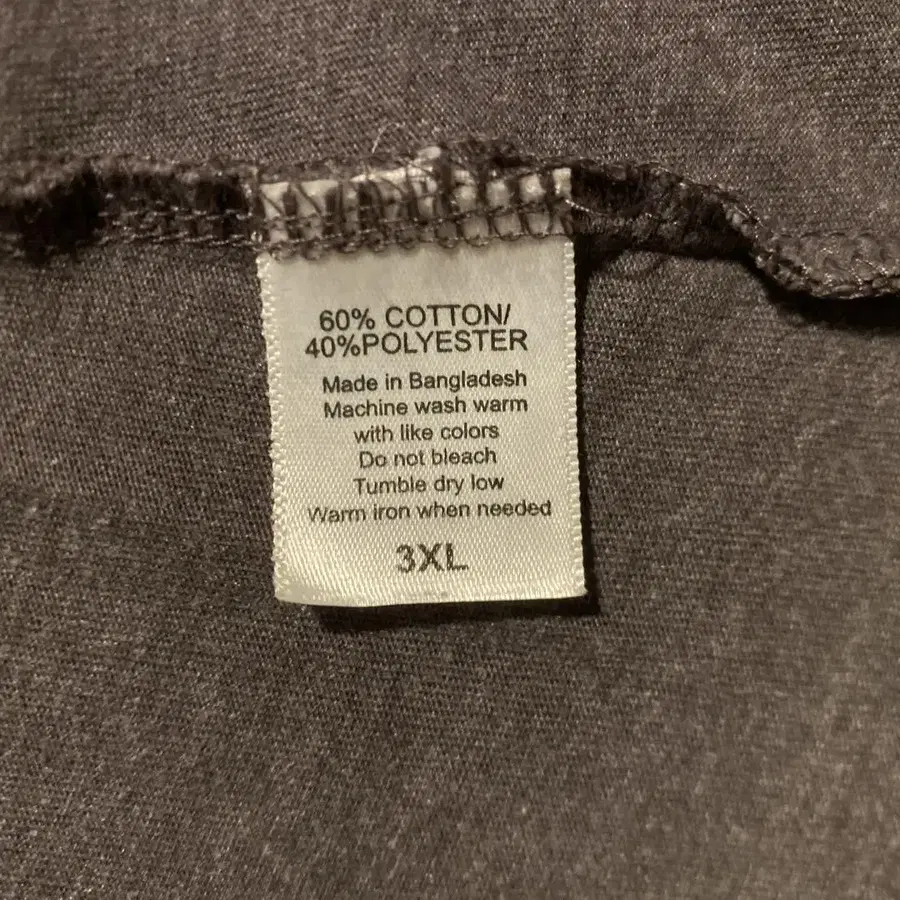 60% COTTON/
40%POLYESTER
Made in Bangladesh
Machine wash warm
with like colors
Do not bleach
Tumble dry low
Warm iron when needed
3XL